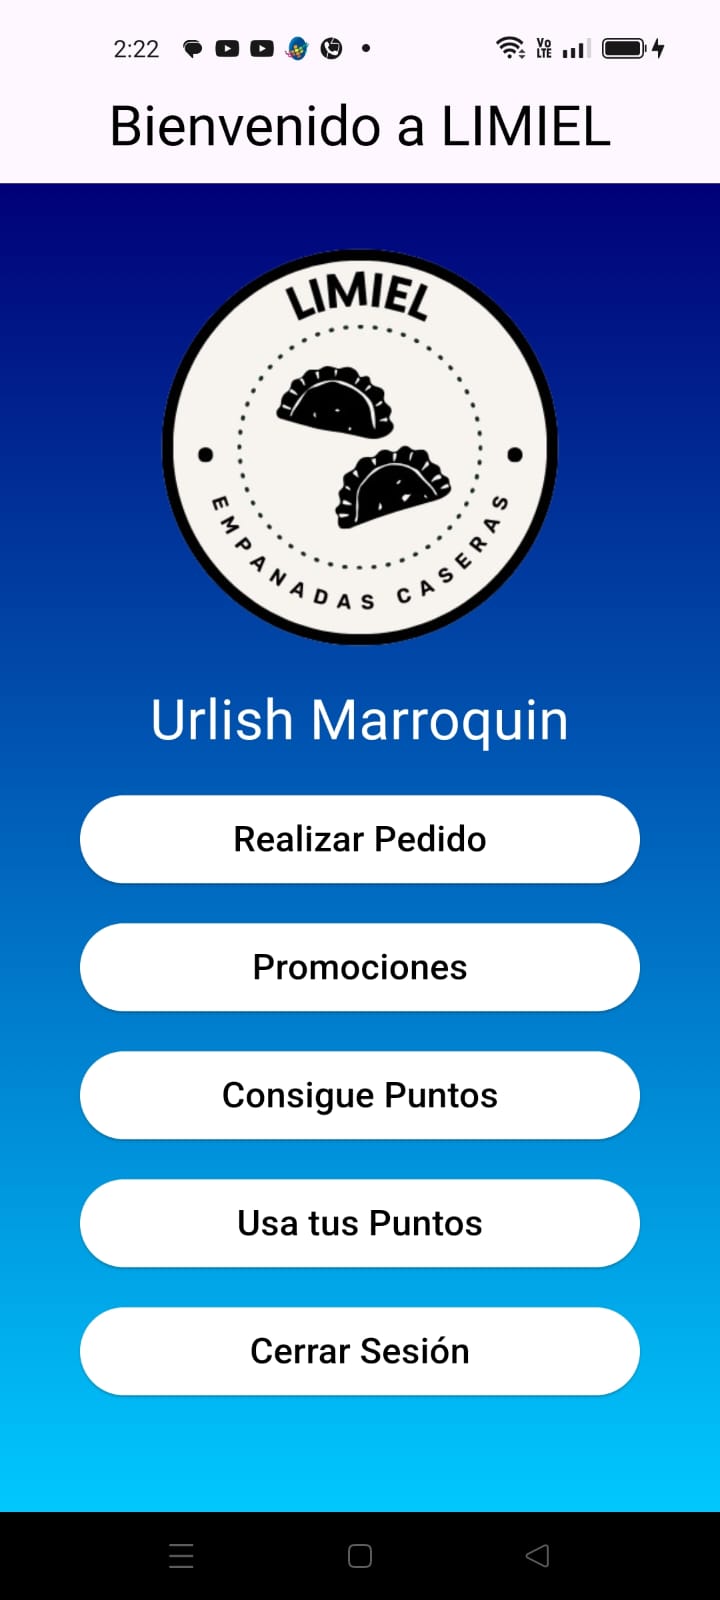 2:22
Vo
LTE
Bienvenido a LIMIEL
LIMIEL
EMPANADAS CASERAS
Urlish Marroquin
Realizar Pedido
Promociones
Consigue Puntos
Usa tus Puntos
Cerrar Sesión